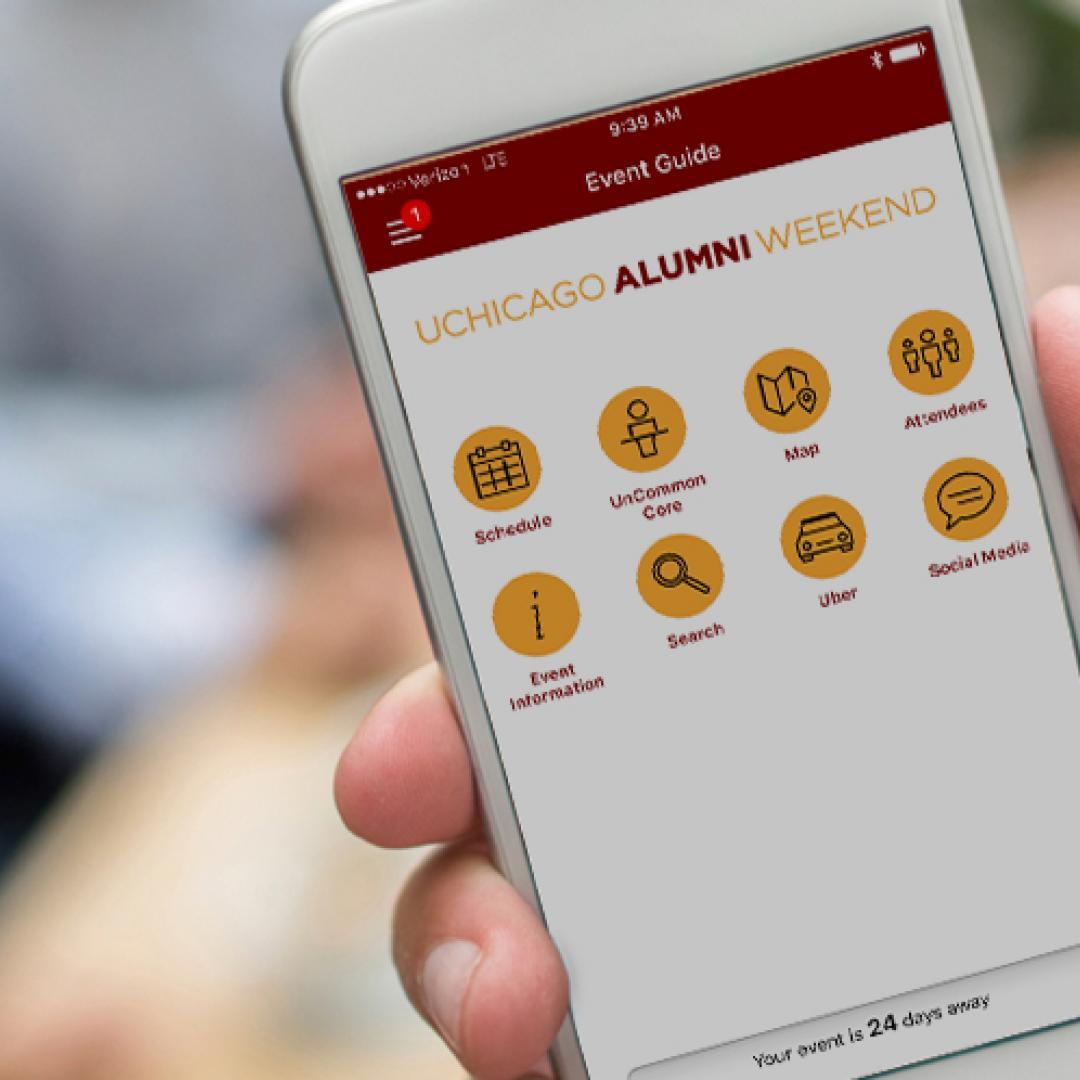 Verizon LTE
9:39 AM
1
Event Guide
UCHICAGO ALUMNI WEEKEND
Schedule
UnCommon
Core
Map
Attendees
Event
Information
Search
Uber
Social Media
Your event is 24 days away